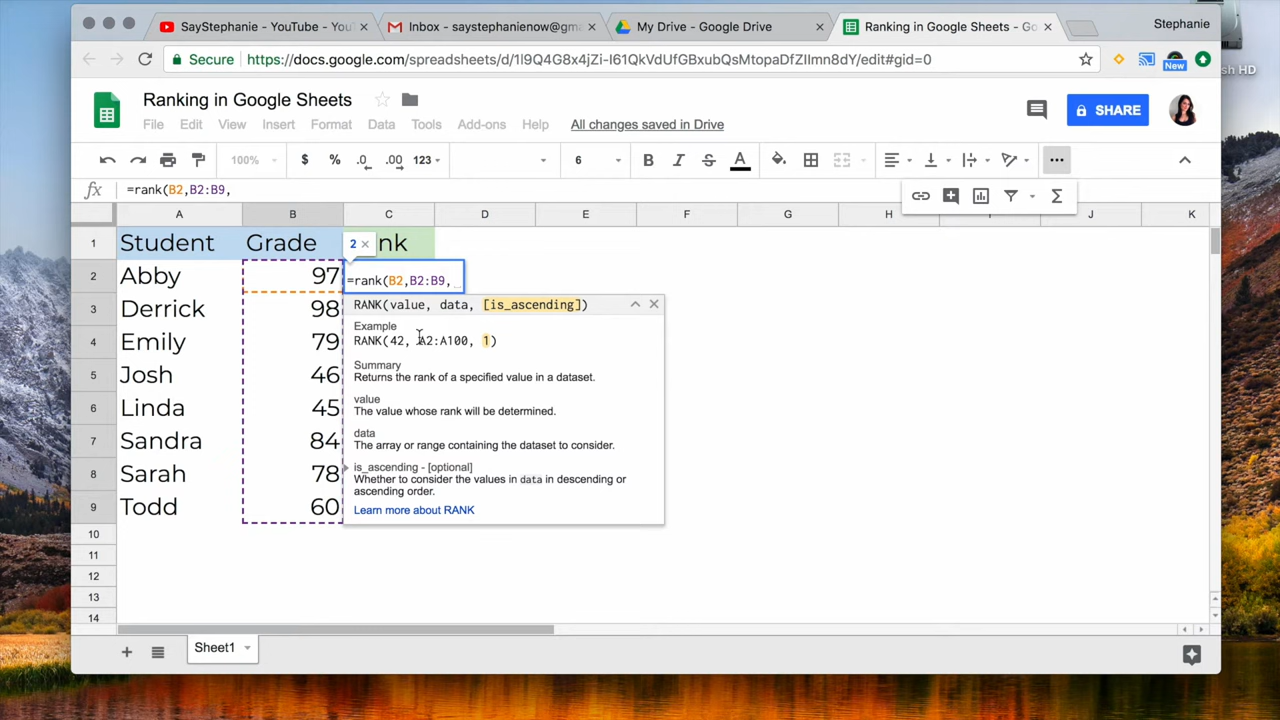 SayStephanie - YouTube - You
Inbox - saystephanienow@gma
My Drive - Google Drive
Ranking in Google Sheets - Go
Stephanie
Secure
https://docs.google.com/spreadsheets/d/1l9Q4G8x4jZi-I61QkVdUfGBxubQsMtopaDfZIlmn8dY/edit#gid=0
New
sh HD
Ranking in Google Sheets
File Edit View Insert Format Data Tools Add-ons Help All changes saved in Drive
SHARE
100% $ % .0 .00 123 6 B I S A
fx =rank(B2,B2:B9,
A B C D E F G H I J K
1 Student Grade nk
2 ×
2 Abby 97 =rank(B2,B2:B9,
3 Derrick 98
4 Emily 79
5 Josh 46
6 Linda 45
7 Sandra 84
8 Sarah 78
9 Todd 60
10
11
12
13
14
RANK(value, data, [is_ascending])
Example
RANK(42, A2:A100, 1)
Summary
Returns the rank of a specified value in a dataset.
value
The value whose rank will be determined.
data
The array or range containing the dataset to consider.
is_ascending - [optional]
Whether to consider the values in data in descending or
ascending order.
Learn more about RANK
Sheet1